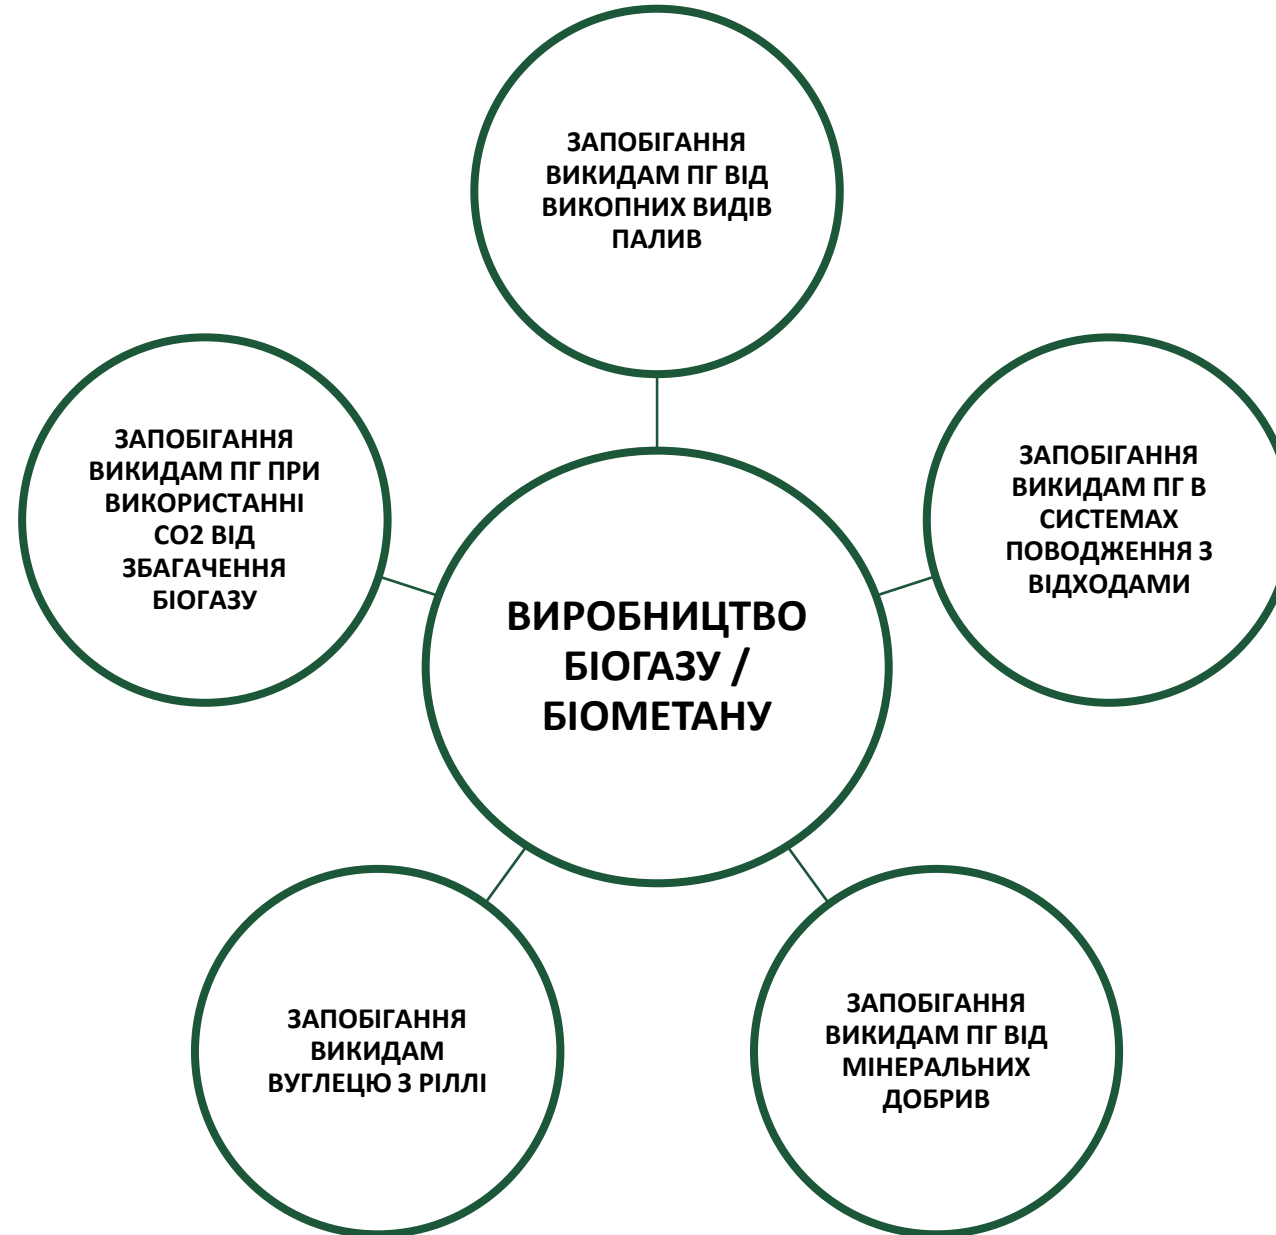 ЗАПОБІГАННЯ
ВИКИДАМ ПГ ВІД
ВИКОПНИХ ВИДІВ
ПАЛИВ
ЗАПОБІГАННЯ
ВИКИДАМ ПГ ПРИ
ВИКОРИСТАННІ
СО2 ВІД
ЗБАГАЧЕННЯ
БІОГАЗУ
ЗАПОБІГАННЯ
ВИКИДАМ ПГ В
СИСТЕМАХ
ПОВОДЖЕННЯ З
ВІДХОДАМИ
ВИРОБНИЦТВО
БІОГАЗУ /
БІОМЕТАНУ
ЗАПОБІГАННЯ
ВИКИДАМ
ВУГЛЕЦЮ З РІЛЛІ
ЗАПОБІГАННЯ
ВИКИДАМ ПГ ВІД
МІНЕРАЛЬНИХ
ДОБРИВ